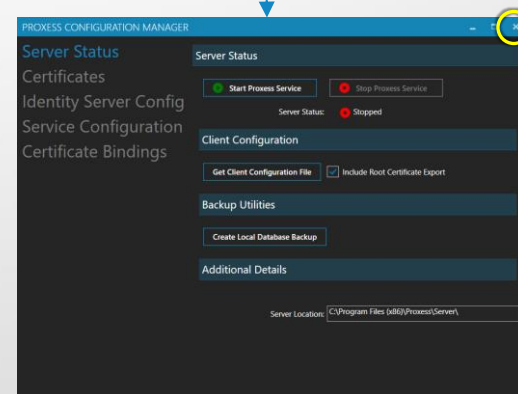 PROXESS CONFIGURATION MANAGER
Server Status
Certificates
Identity Server Config
Service Configuration
Certificate Bindings
Server Status
Start Proxess Service
Stop Proxess Service
Server Status:
Stopped
Client Configuration
Get Client Configuration File
Include Root Certificate Export
Backup Utilities
Create Local Database Backup
Additional Details
Server Location:
C:\Program Files (x86)\Proxess\Server\